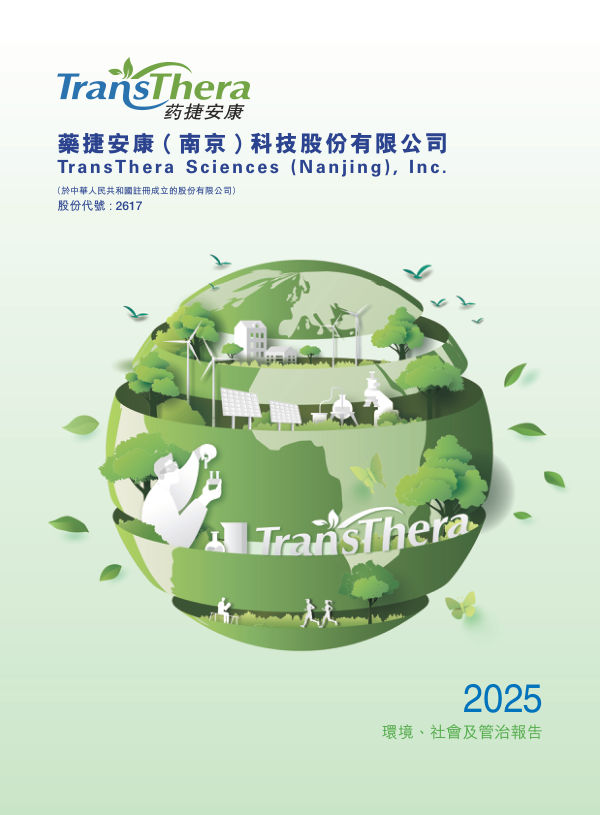 TransThera
药捷安康
藥捷安康（南京）科技股份有限公司
TransThera Sciences (Nanjing), Inc.
（於中華人民共和國註冊成立的股份有限公司）
股份代號 : 2617
TransThera
2025
環境、社會及管治報告